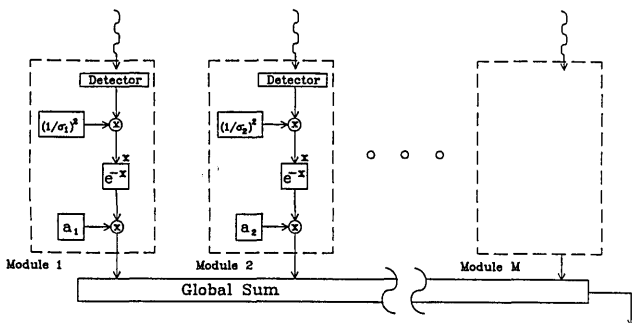 Detector
(1/σ₁)²
x
x
e⁻ˣ
a₁
x
Module 1
Detector
(1/σ₂)²
x
x
e⁻ˣ
a₂
x
Module 2
Module M
Global Sum